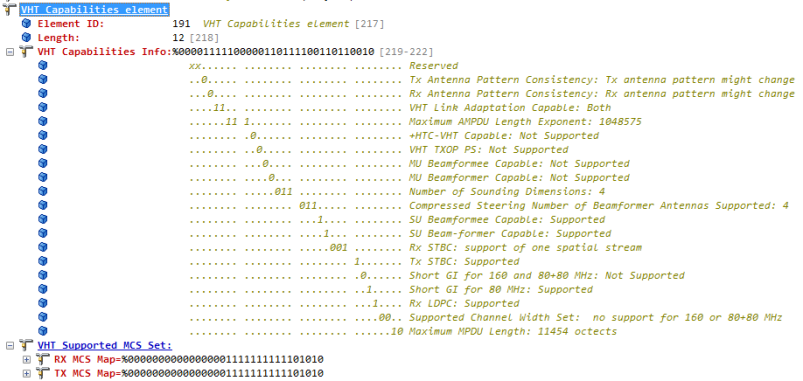 VHT Capabilities element
Element ID: 191 VHT Capabilities element [217]
Length: 12 [218]
VHT Capabilities Info:%00001111100000110111100110110010 [219-222]
xx...... ........ ........ ........ Reserved
..0..... ........ ........ ........ Tx Antenna Pattern Consistency: Tx antenna pattern might change
...0.... ........ ........ ........ Rx Antenna Pattern Consistency: Rx antenna pattern might change
....11.. ........ ........ ........ VHT Link Adaptation Capable: Both
......11 1....... ........ ........ Maximum AMPDU Length Exponent: 1048575
........ .0...... ........ ........ +HTC-VHT Capable: Not Supported
........ ..0..... ........ ........ VHT TXOP PS: Not Supported
........ ...0.... ........ ........ MU Beamformee Capable: Not Supported
........ ....0... ........ ........ MU Beamformer Capable: Not Supported
........ .....011 ........ ........ Number of Sounding Dimensions: 4
........ ........ 011..... ........ Compressed Steering Number of Beamformer Antennas Supported: 4
........ ........ ...1.... ........ SU Beamformee Capable: Supported
........ ........ ....1... ........ SU Beam-former Capable: Supported
........ ........ .....001 ........ Rx STBC: support of one spatial stream
........ ........ ........ 1....... Tx STBC: Supported
........ ........ ........ .0...... Short GI for 160 and 80+80 MHz: Not Supported
........ ........ ........ ..1..... Short GI for 80 MHz: Supported
........ ........ ........ ...1.... Rx LDPC: Supported
........ ........ ........ ....00.. Supported Channel Width Set: no support for 160 or 80+80 MHz
........ ........ ........ ......10 Maximum MPDU Length: 11454 octects
VHT Supported MCS Set:
RX MCS Map=%00000000000000001111111111101010
TX MCS Map=%00000000000000001111111111101010